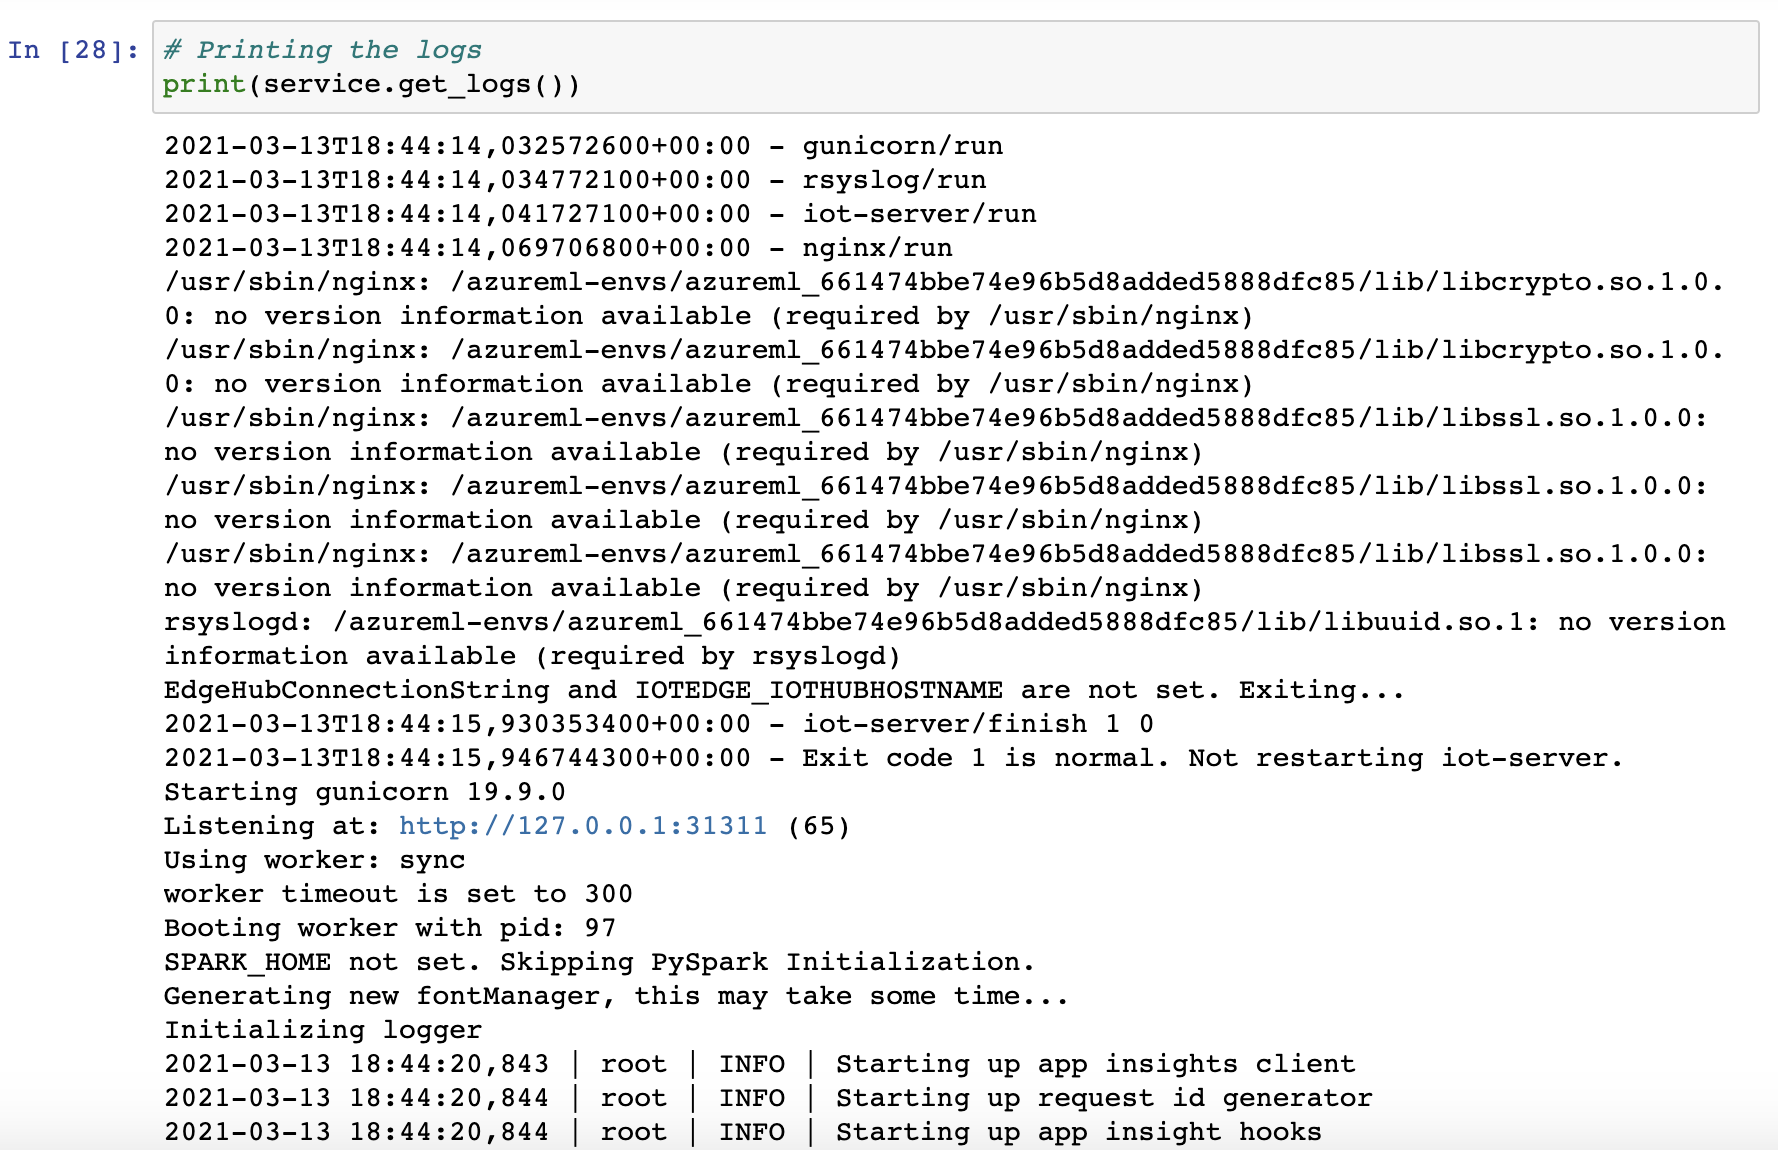 In [28]: # Printing the logs
print(service.get_logs())
2021-03-13T18:44:14,032572600+00:00 - gunicorn/run
2021-03-13T18:44:14,034772100+00:00 - rsyslog/run
2021-03-13T18:44:14,041727100+00:00 - iot-server/run
2021-03-13T18:44:14,069706800+00:00 - nginx/run
/usr/sbin/nginx: /azureml-envs/azureml_661474bbe74e96b5d8added5888dfc85/lib/libcrypto.so.1.0.
0: no version information available (required by /usr/sbin/nginx)
/usr/sbin/nginx: /azureml-envs/azureml_661474bbe74e96b5d8added5888dfc85/lib/libcrypto.so.1.0.
0: no version information available (required by /usr/sbin/nginx)
/usr/sbin/nginx: /azureml-envs/azureml_661474bbe74e96b5d8added5888dfc85/lib/libssl.so.1.0.0:
no version information available (required by /usr/sbin/nginx)
/usr/sbin/nginx: /azureml-envs/azureml_661474bbe74e96b5d8added5888dfc85/lib/libssl.so.1.0.0:
no version information available (required by /usr/sbin/nginx)
/usr/sbin/nginx: /azureml-envs/azureml_661474bbe74e96b5d8added5888dfc85/lib/libssl.so.1.0.0:
no version information available (required by /usr/sbin/nginx)
rsyslogd: /azureml-envs/azureml_661474bbe74e96b5d8added5888dfc85/lib/libuuid.so.1: no version
information available (required by rsyslogd)
EdgeHubConnectionString and IOTEDGE_IOTHUBHOSTNAME are not set. Exiting...
2021-03-13T18:44:15,930353400+00:00 - iot-server/finish 1 0
2021-03-13T18:44:15,946744300+00:00 - Exit code 1 is normal. Not restarting iot-server.
Starting gunicorn 19.9.0
Listening at: http://127.0.0.1:31311 (65)
Using worker: sync
worker timeout is set to 300
Booting worker with pid: 97
SPARK_HOME not set. Skipping PySpark Initialization.
Generating new fontManager, this may take some time...
Initializing logger
2021-03-13 18:44:20,843 | root | INFO | Starting up app insights client
2021-03-13 18:44:20,844 | root | INFO | Starting up request id generator
2021-03-13 18:44:20,844 | root | INFO | Starting up app insight hooks